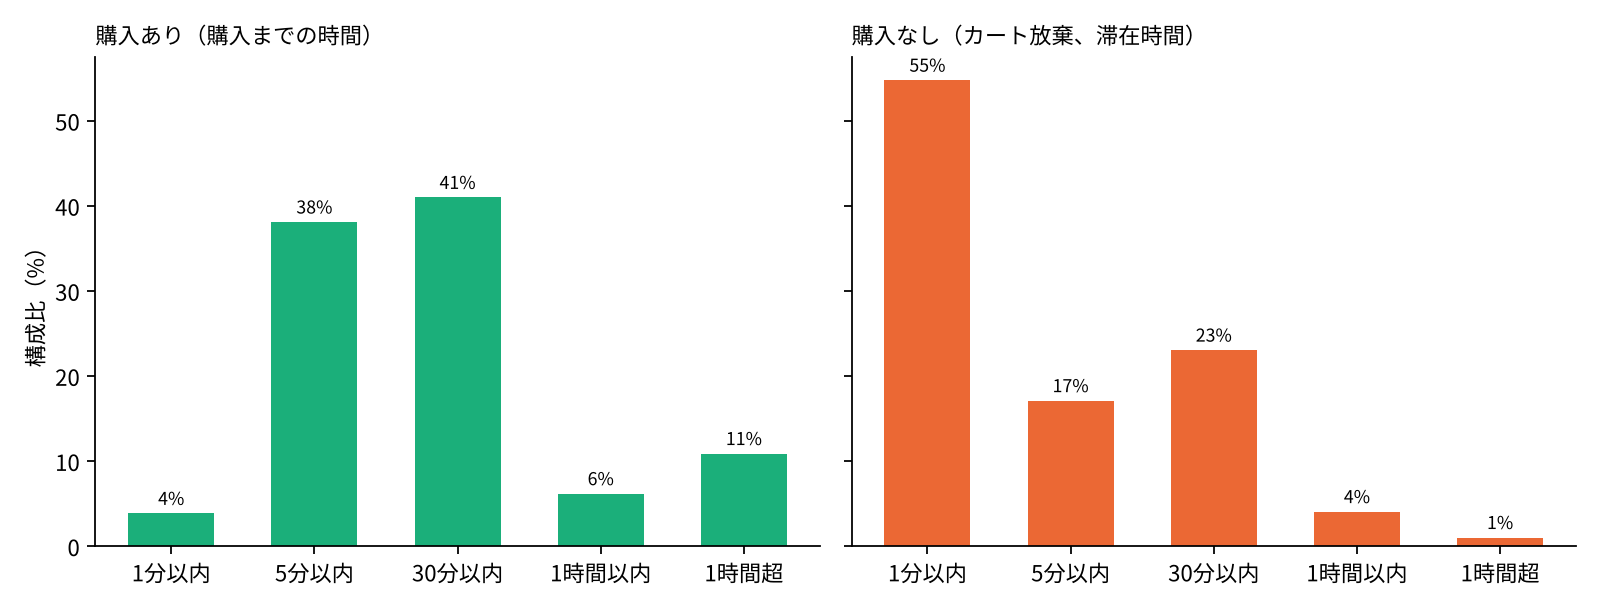 購入あり（購入までの時間）
購入なし（カート放棄、滞在時間）
構成比（%）
50
40
30
20
10
0
4%
38%
41%
6%
11%
1分以内
5分以内
30分以内
1時間以内
1時間超
55%
17%
23%
4%
1%
1分以内
5分以内
30分以内
1時間以内
1時間超